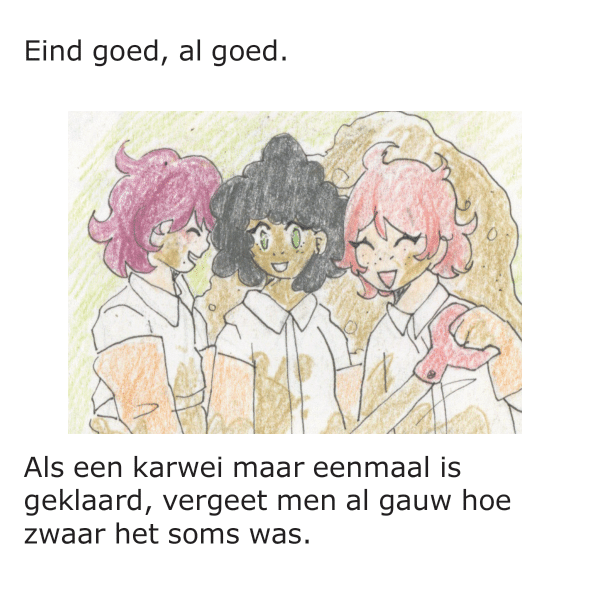 Eind goed, al goed.
Als een karwei maar eenmaal is
geklaard, vergeet men al gauw hoe
zwaar het soms was.